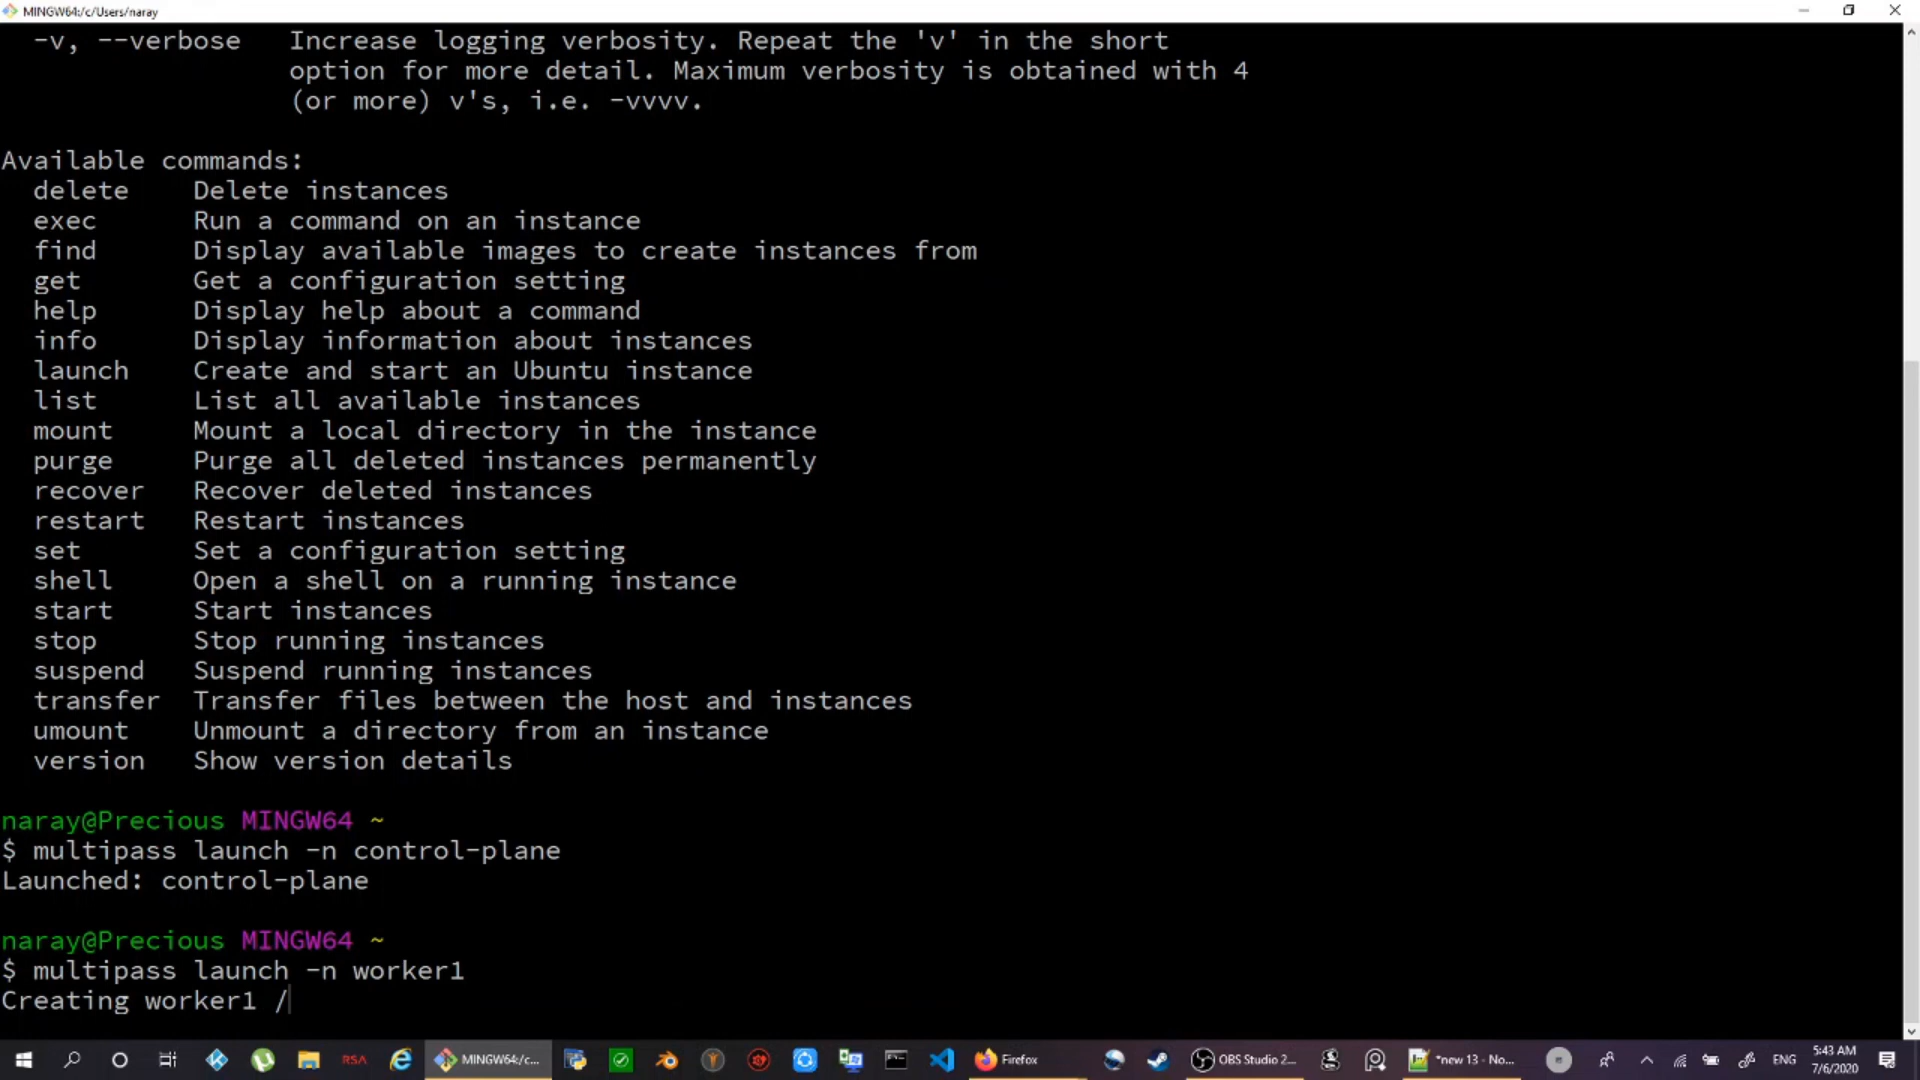 MINGW64:/c/Users/naray
-v, --verbose   Increase logging verbosity. Repeat the 'v' in the short
option for more detail. Maximum verbosity is obtained with 4
(or more) v's, i.e. -vvvv.
Available commands:
delete    Delete instances
exec      Run a command on an instance
find      Display available images to create instances from
get       Get a configuration setting
help      Display help about a command
info      Display information about instances
launch    Create and start an Ubuntu instance
list      List all available instances
mount     Mount a local directory in the instance
purge     Purge all deleted instances permanently
recover   Recover deleted instances
restart   Restart instances
set       Set a configuration setting
shell     Open a shell on a running instance
start     Start instances
stop      Stop running instances
suspend   Suspend running instances
transfer  Transfer files between the host and instances
umount    Unmount a directory from an instance
version   Show version details
naray@Precious MINGW64 ~
$ multipass launch -n control-plane
Launched: control-plane
naray@Precious MINGW64 ~
$ multipass launch -n worker1
Creating worker1 /
RSA MINGW64:/c... Firefox OBS Studio 2... *new 13 - No... ENG 5:43 AM
7/6/2020